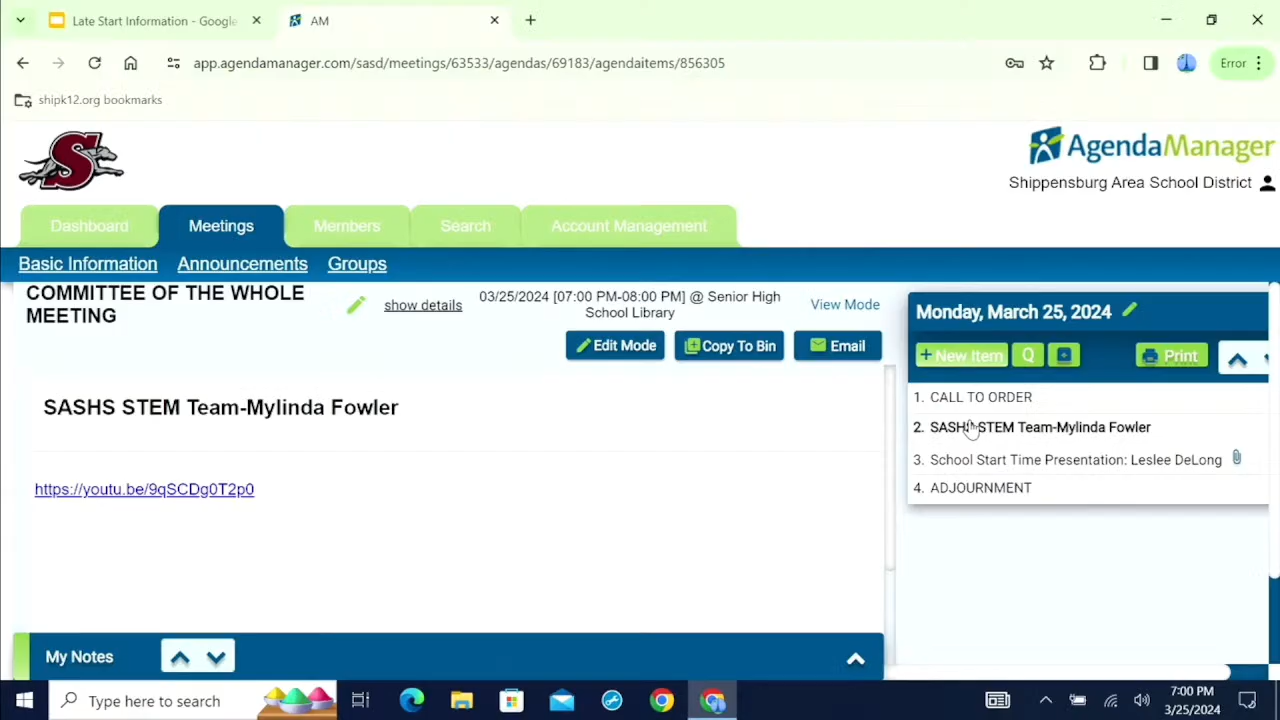 Late Start Information - Google
AM
app.agendamanager.com/sasd/meetings/63533/agendas/69183/agendaitems/856305
Error
shipk12.org bookmarks
S
AgendaManager
Shippensburg Area School District
Dashboard
Meetings
Members
Search
Account Management
Basic Information
Announcements
Groups
COMMITTEE OF THE WHOLE
MEETING
show details
03/25/2024 [07:00 PM-08:00 PM] @ Senior High
School Library
View Mode
Edit Mode
Copy To Bin
Email
SASHS STEM Team-Mylinda Fowler
https://youtu.be/9qSCDg0T2p0
My Notes
Monday, March 25, 2024
+ New Item
Q
Print
1. CALL TO ORDER
2. SASHS STEM Team-Mylinda Fowler
3. School Start Time Presentation: Leslee DeLong
4. ADJOURNMENT
Type here to search
7:00 PM
3/25/2024